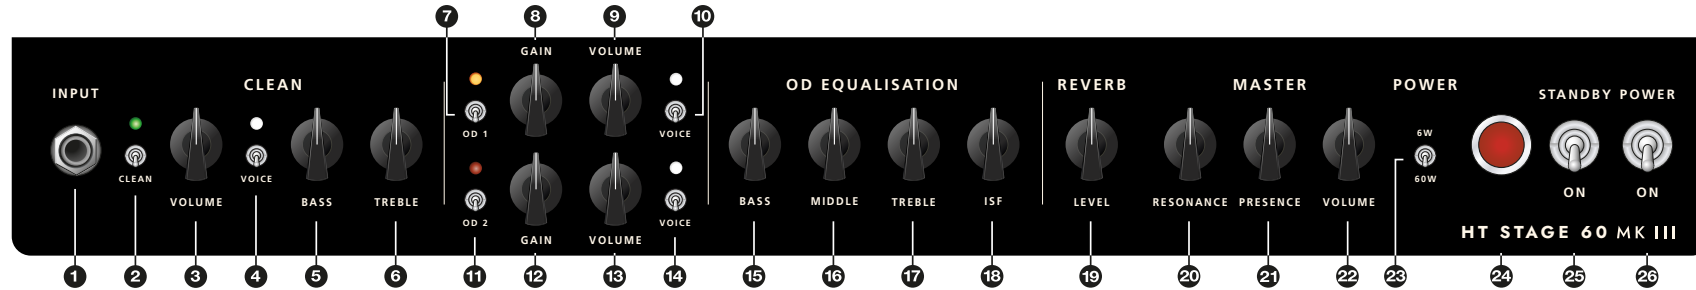 7 8 9 10
GAIN VOLUME
INPUT CLEAN OD EQUALISATION REVERB MASTER POWER STANDBY POWER
OD 1 VOICE
6W
CLEAN VOICE 60W
VOLUME BASS TREBLE BASS MIDDLE TREBLE ISF LEVEL RESONANCE PRESENCE VOLUME ON ON
OD 2 VOICE
GAIN VOLUME
HT STAGE 60 MK III
1 2 3 4 5 6 11 12 13 14 15 16 17 18 19 20 21 22 23 24 25 26